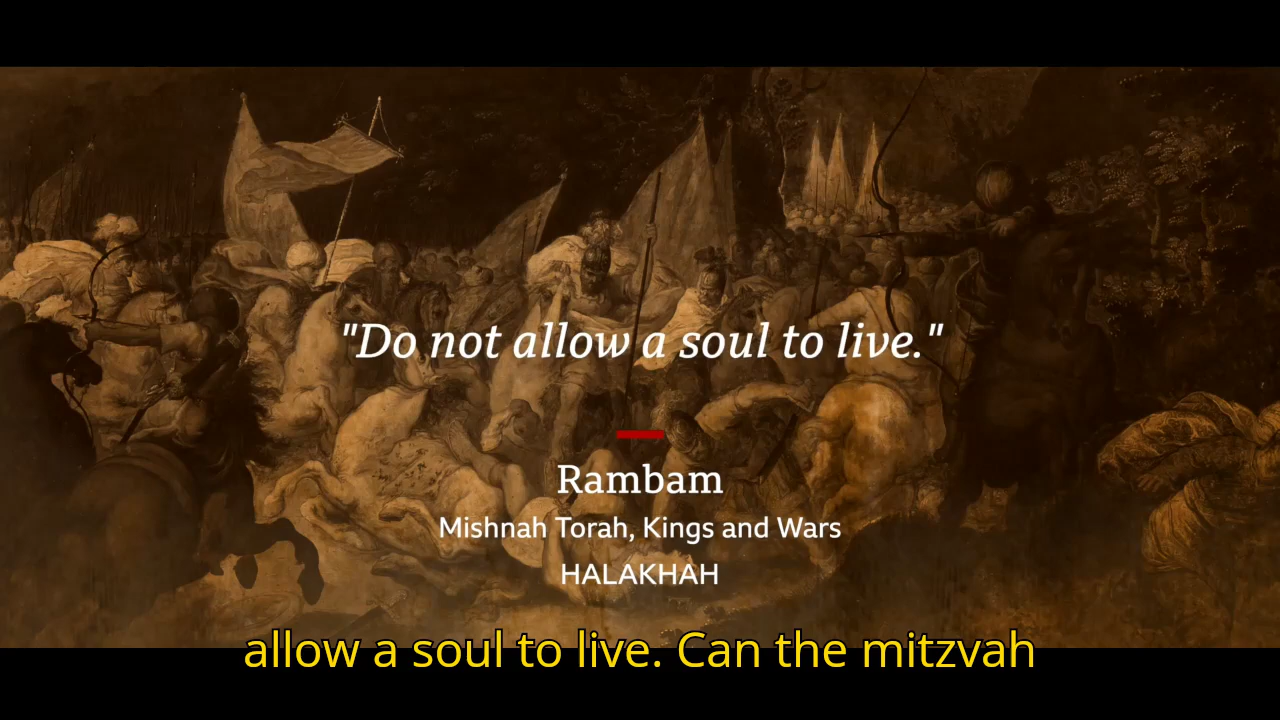 "Do not allow a soul to live."
Rambam
Mishnah Torah, Kings and Wars
HALAKHAH
allow a soul to live. Can the mitzvah